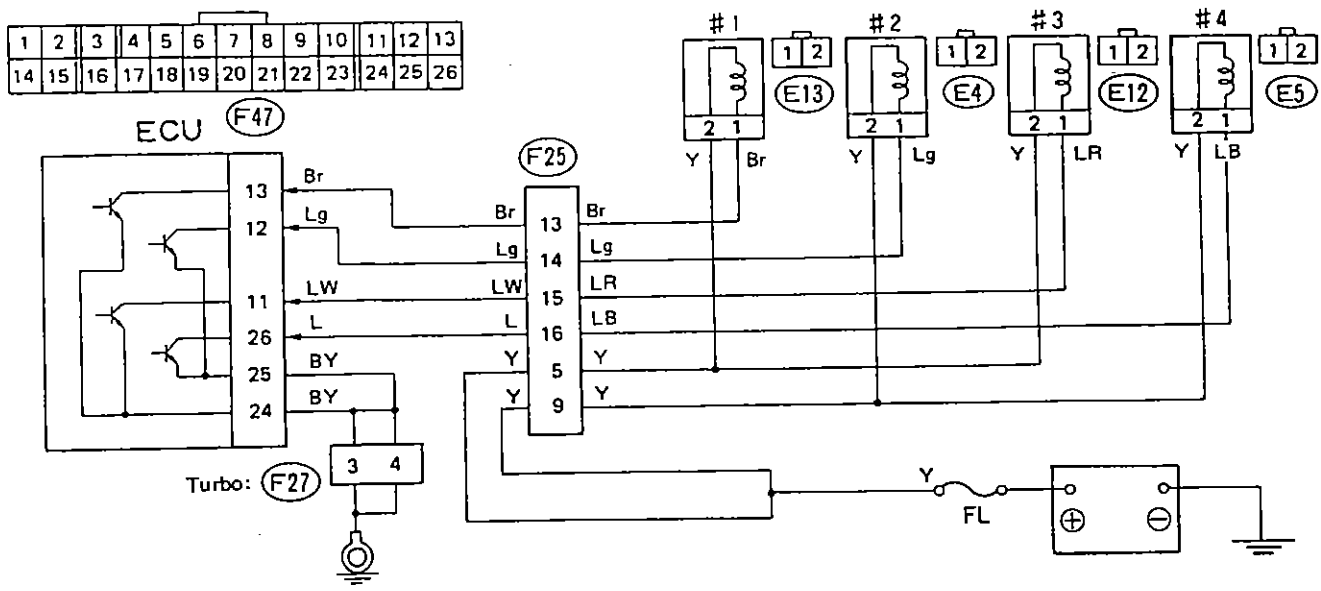 1 2 3 4 5 6 7 8 9 10 11 12 13
14 15 16 17 18 19 20 21 22 23 24 25 26
F47
ECU
#1 #2 #3 #4
1 2 1 2 1 2 1 2
E13 E4 E12 E5
2 1 2 1 2 1 2 1
Y Br Y Lg Y LR Y LB
F25
13 Br Br 13 Br
12 Lg Lg 14 Lg
11 LW LW 15 LR
26 L L 16 LB
25 BY Y 5 Y
24 BY Y 9 Y
3 4
Turbo: F27
Y
FL
⊕ ⊖